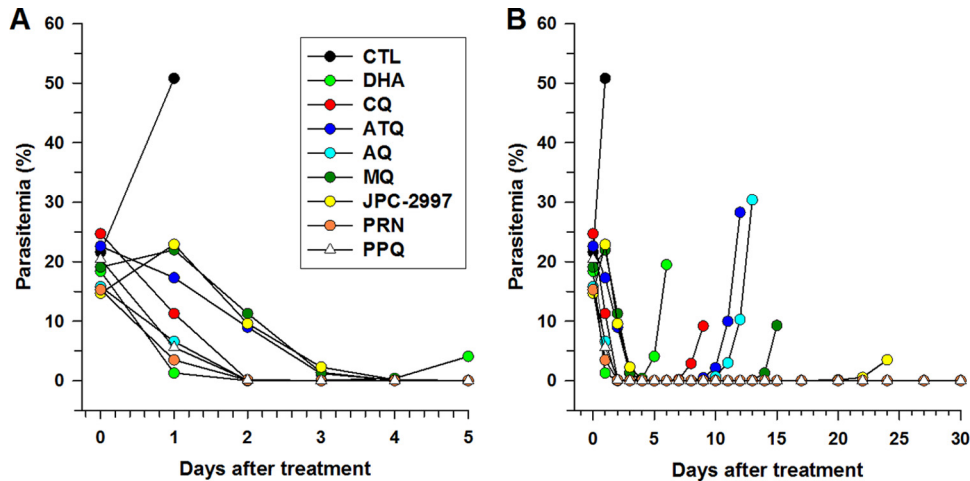 A
60
50
40
30
20
10
0
Parasitemia (%)
0 1 2 3 4 5
Days after treatment
CTL
DHA
CQ
ATQ
AQ
MQ
JPC-2997
PRN
PPQ
B
60
50
40
30
20
10
0
Parasitemia (%)
0 5 10 15 20 25 30
Days after treatment